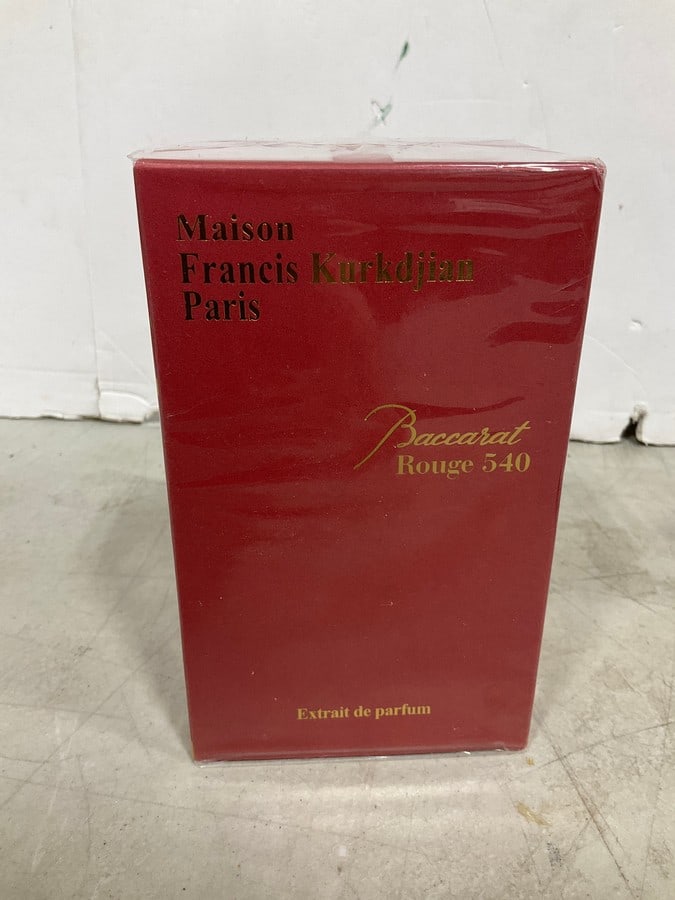 Maison
Francis Kurkdjian
Paris
Baccarat
Rouge 540
Extrait de parfum